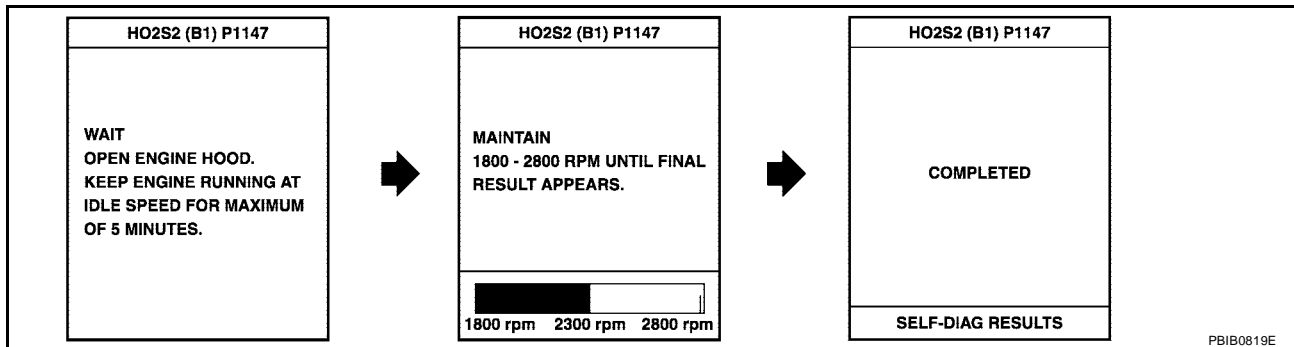 HO2S2 (B1) P1147
WAIT
OPEN ENGINE HOOD.
KEEP ENGINE RUNNING AT
IDLE SPEED FOR MAXIMUM
OF 5 MINUTES.
HO2S2 (B1) P1147
MAINTAIN
1800 - 2800 RPM UNTIL FINAL
RESULT APPEARS.
1800 rpm 2300 rpm 2800 rpm
HO2S2 (B1) P1147
COMPLETED
SELF-DIAG RESULTS
PBIB0819E